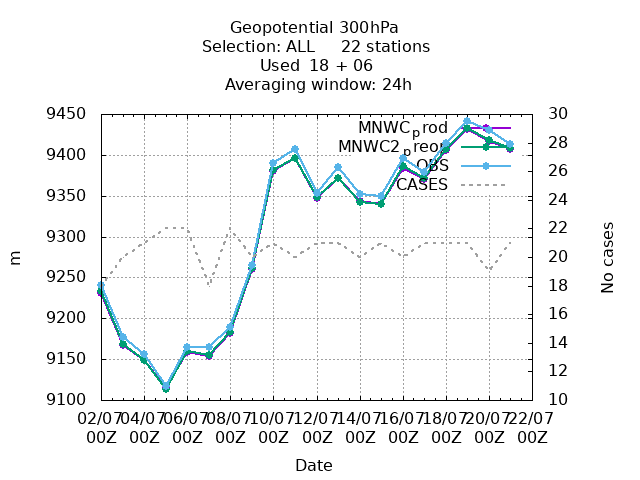 Geopotential 300hPa
Selection: ALL 22 stations
Used 18 + 06
Averaging window: 24h
9450
9400
9350
9300
9250
9200
9150
9100
m
30
28
26
24
22
20
18
16
14
12
10
No cases
MNWCprod
MNWC2preop
OBS
CASES
02/07 04/07 06/07 08/07 10/07 12/07 14/07 16/07 18/07 20/07 22/07
00Z 00Z 00Z 00Z 00Z 00Z 00Z 00Z 00Z 00Z 00Z
Date